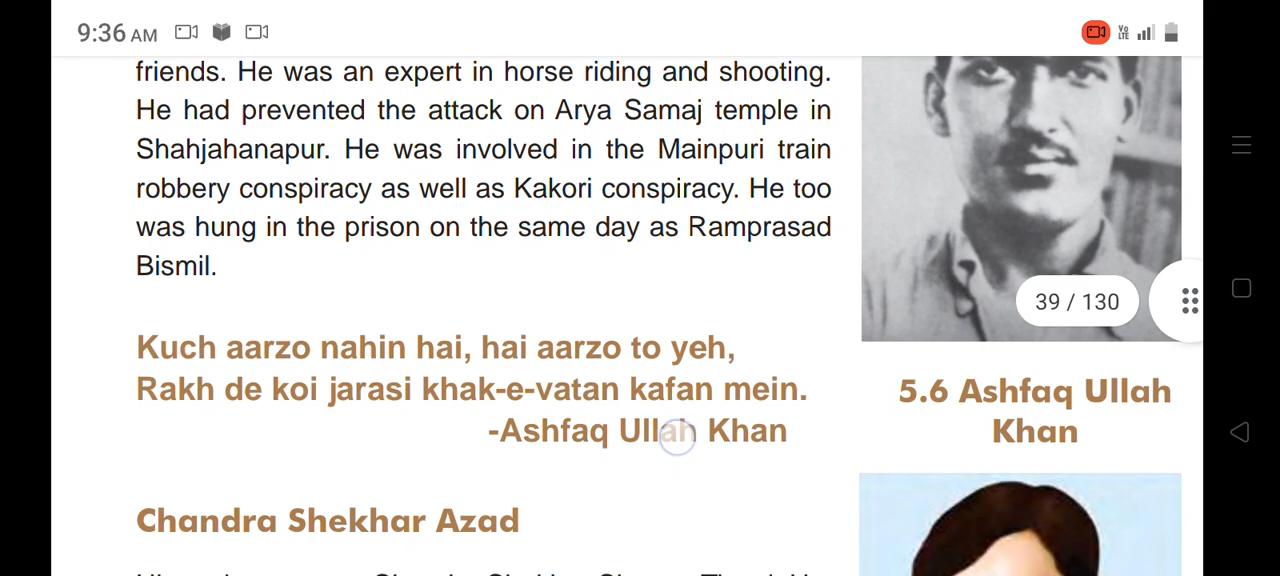 9:36 AM
VoLTE
friends. He was an expert in horse riding and shooting.
He had prevented the attack on Arya Samaj temple in
Shahjahanapur. He was involved in the Mainpuri train
robbery conspiracy as well as Kakori conspiracy. He too
was hung in the prison on the same day as Ramprasad
Bismil.
39 / 130
Kuch aarzo nahin hai, hai aarzo to yeh,
Rakh de koi jarasi khak-e-vatan kafan mein.
-Ashfaq Ullah Khan
5.6 Ashfaq Ullah
Khan
Chandra Shekhar Azad